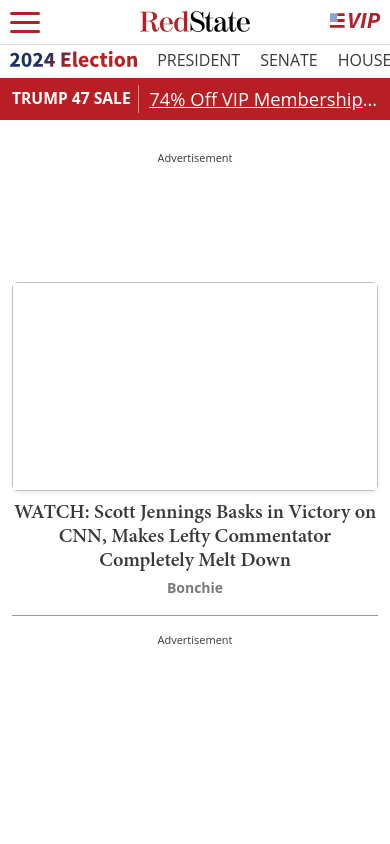 RedState
VIP
2024 Election PRESIDENT SENATE HOUSE
TRUMP 47 SALE 74% Off VIP Membership...
Advertisement
WATCH: Scott Jennings Basks in Victory on
CNN, Makes Lefty Commentator
Completely Melt Down
Bonchie
Advertisement